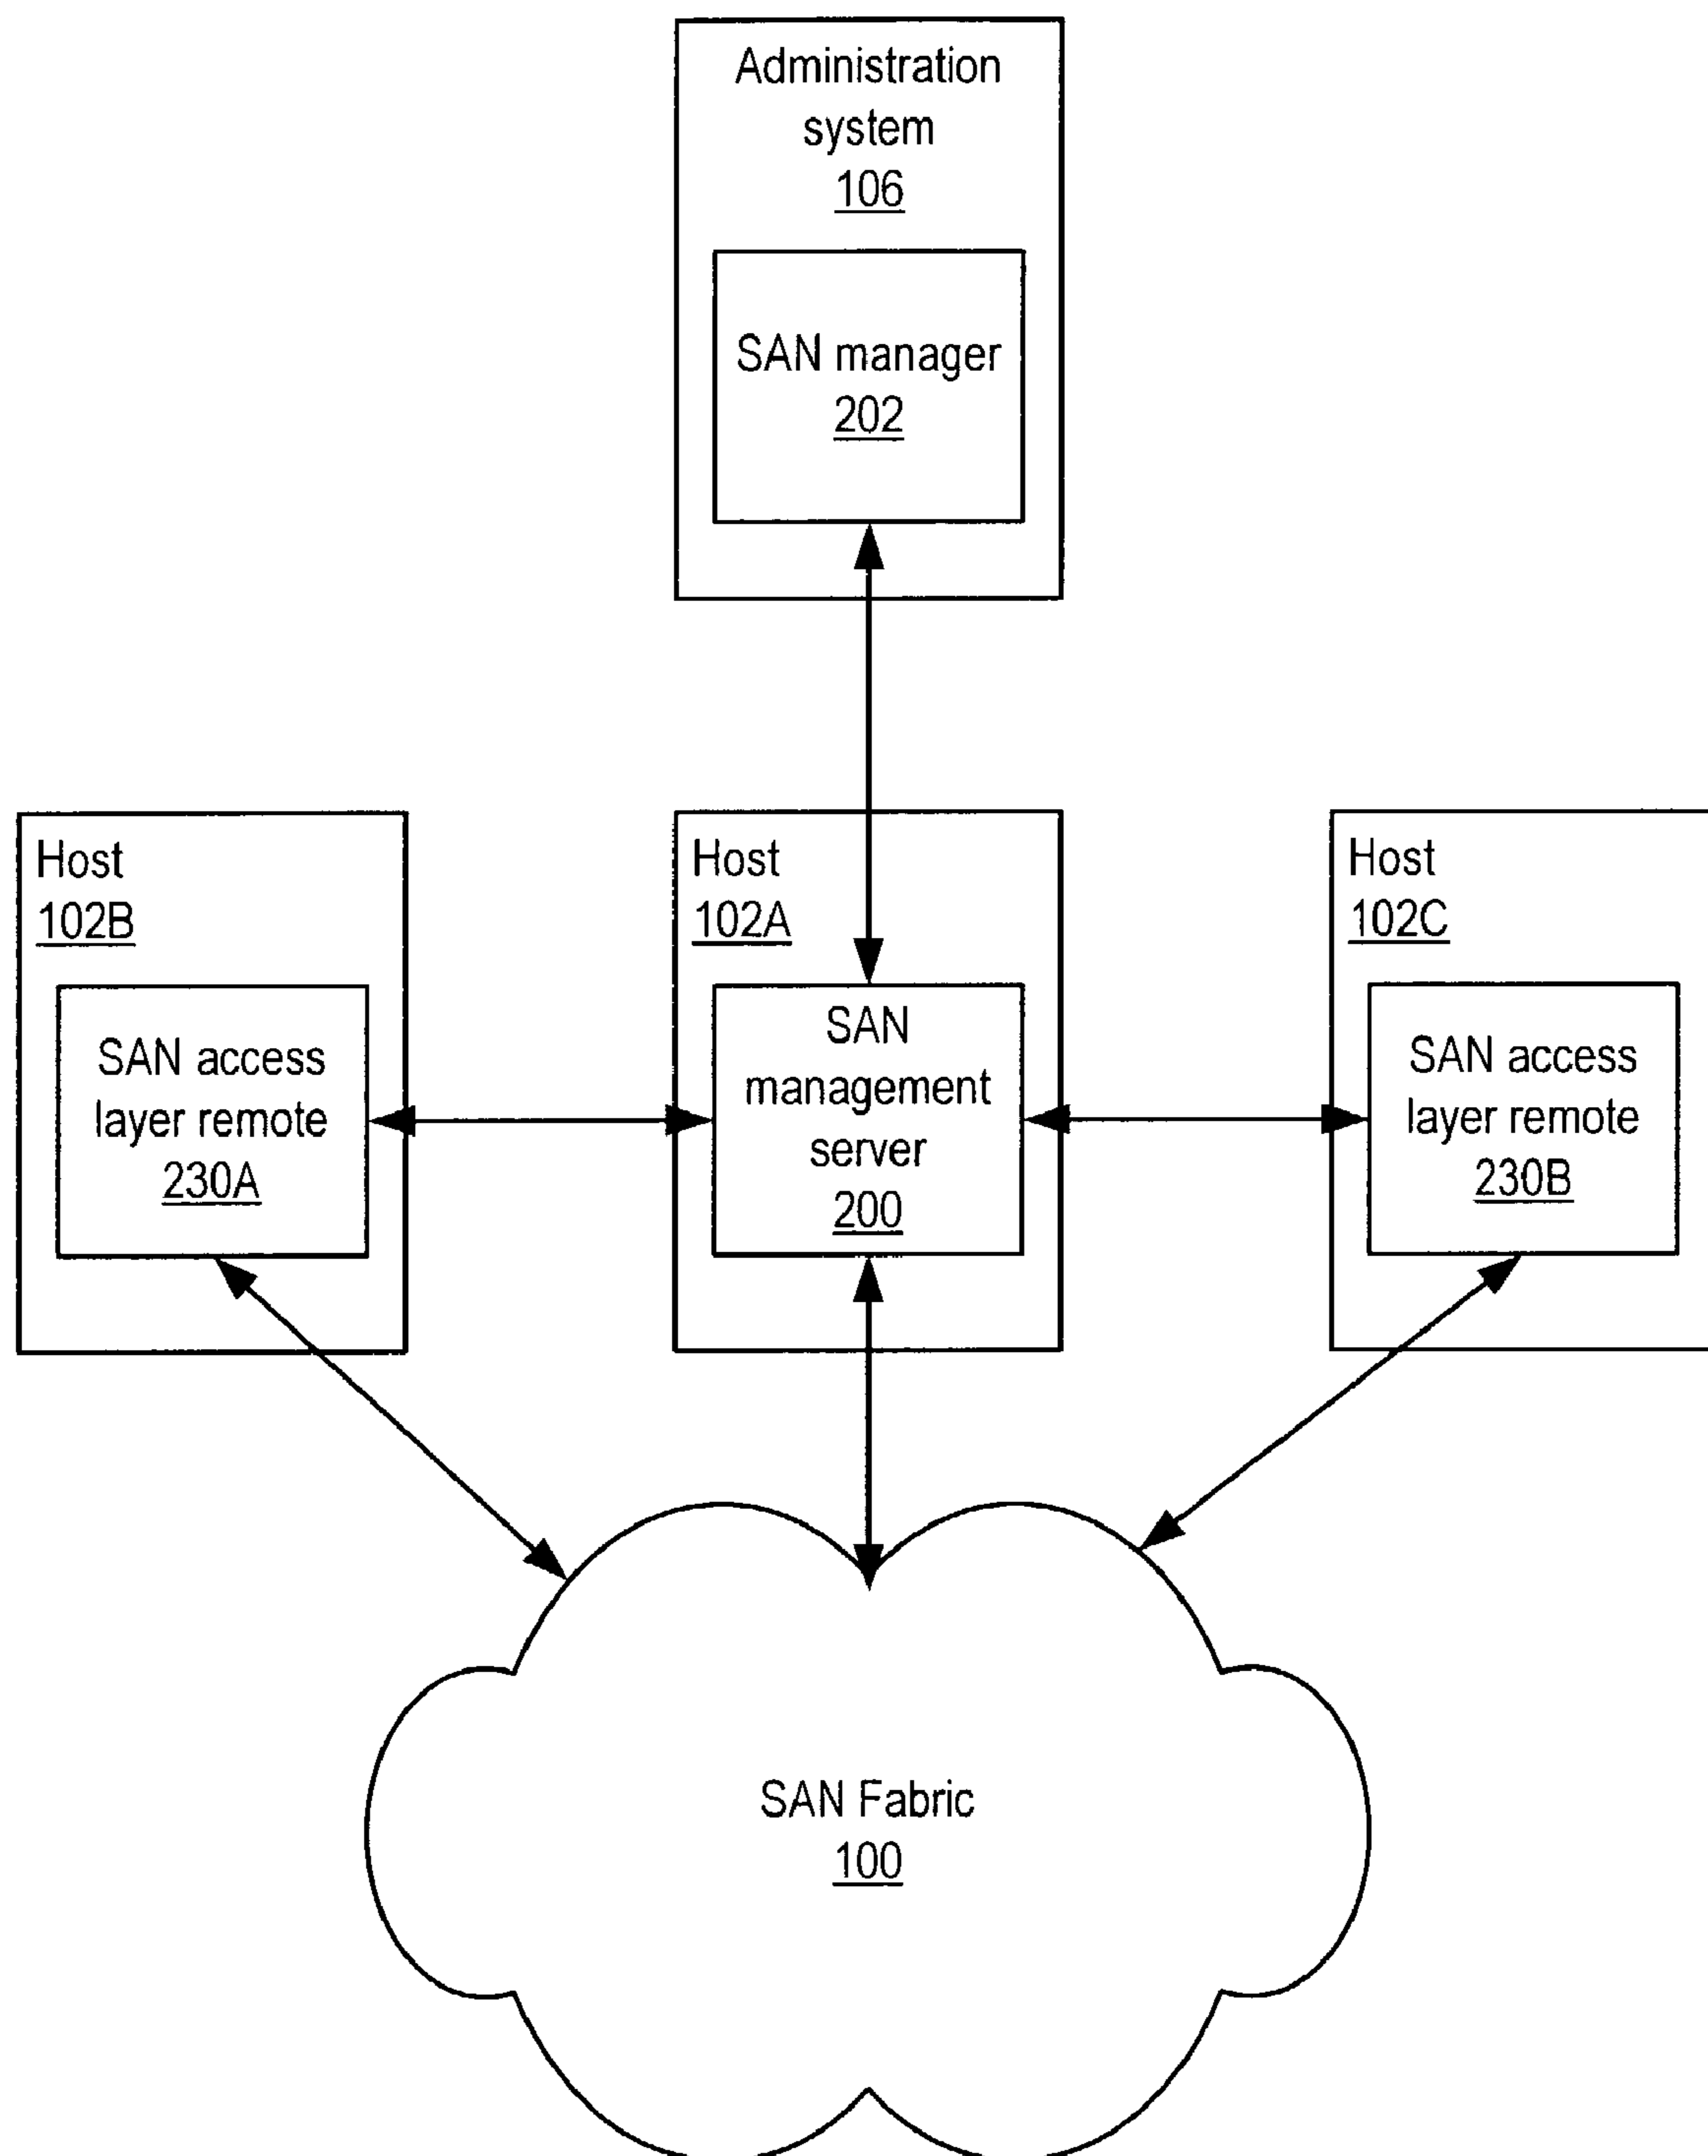 Administration
system
106
SAN manager
202
Host
102B
SAN access
layer remote
230A
Host
102A
SAN
management
server
200
Host
102C
SAN access
layer remote
230B
SAN Fabric
100